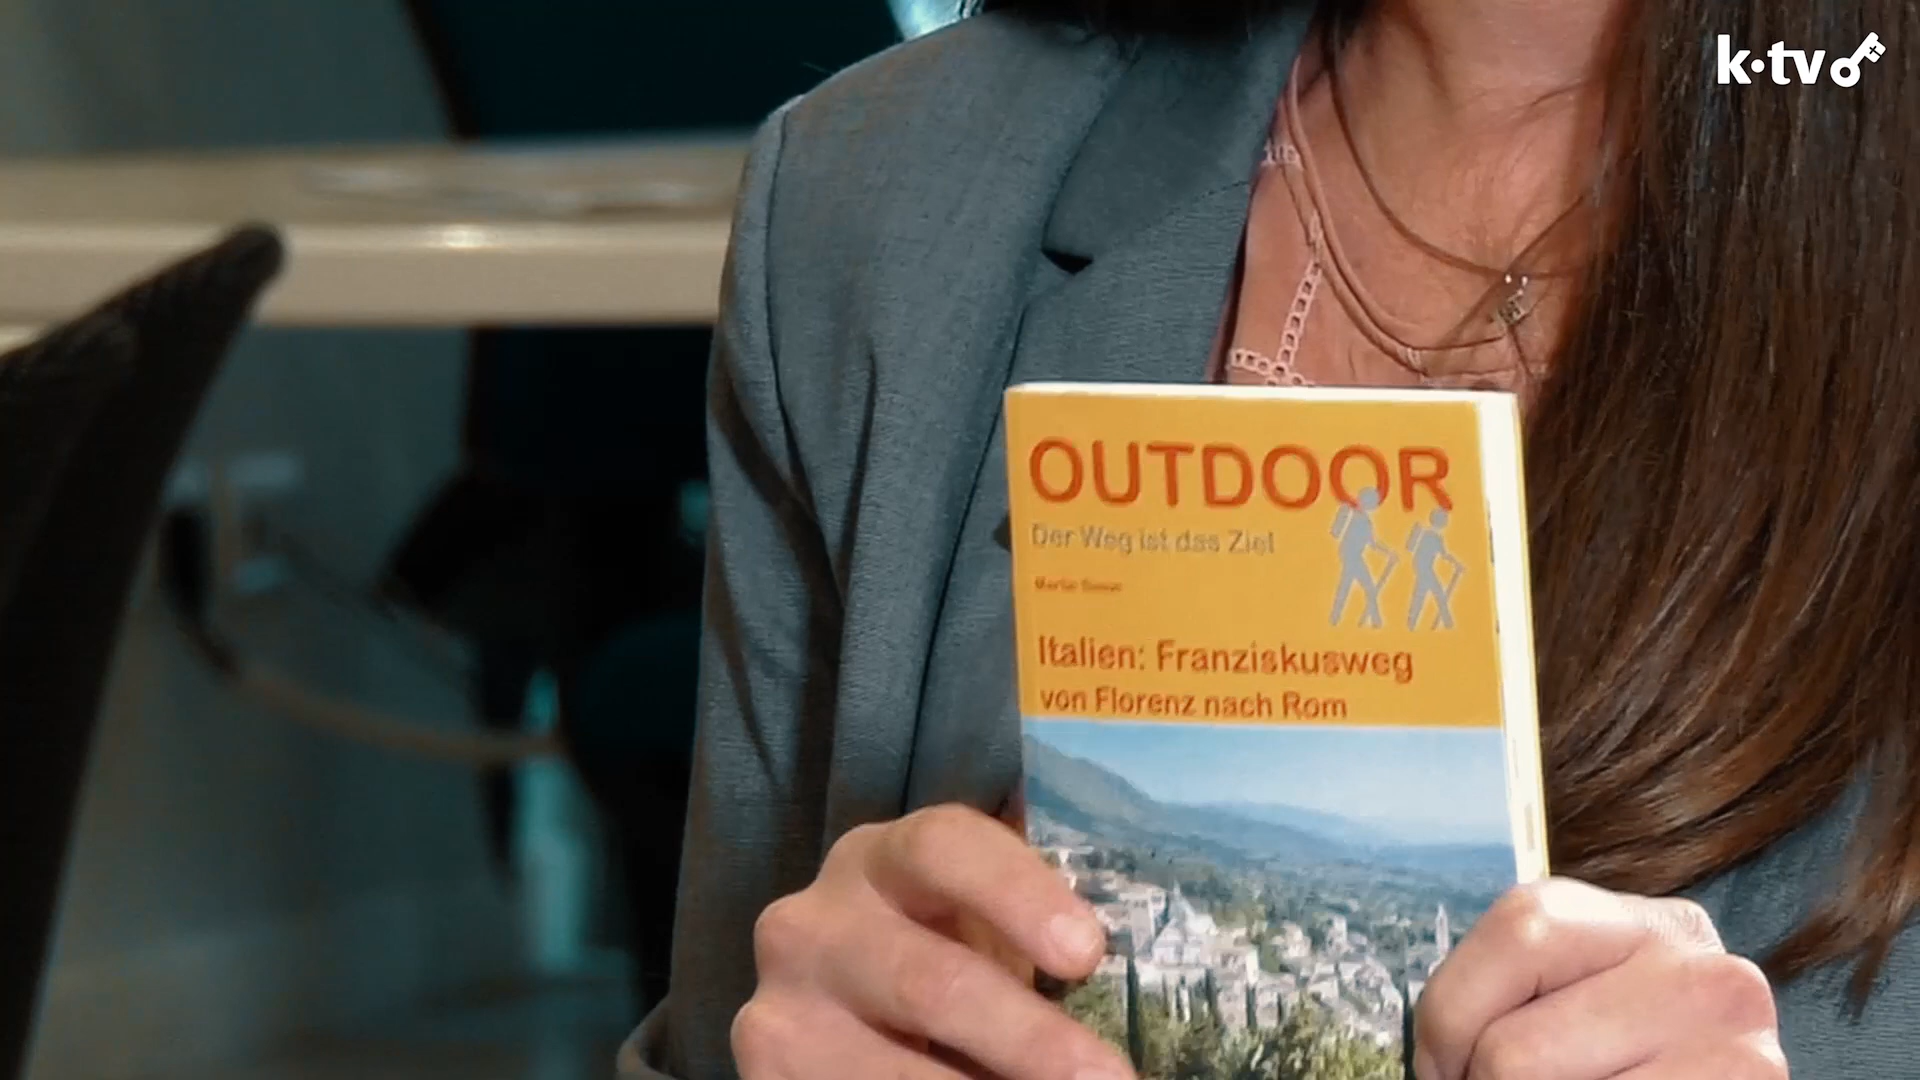 k·tv
OUTDOOR
Der Weg ist das Ziel
Italien: Franziskusweg
von Florenz nach Rom